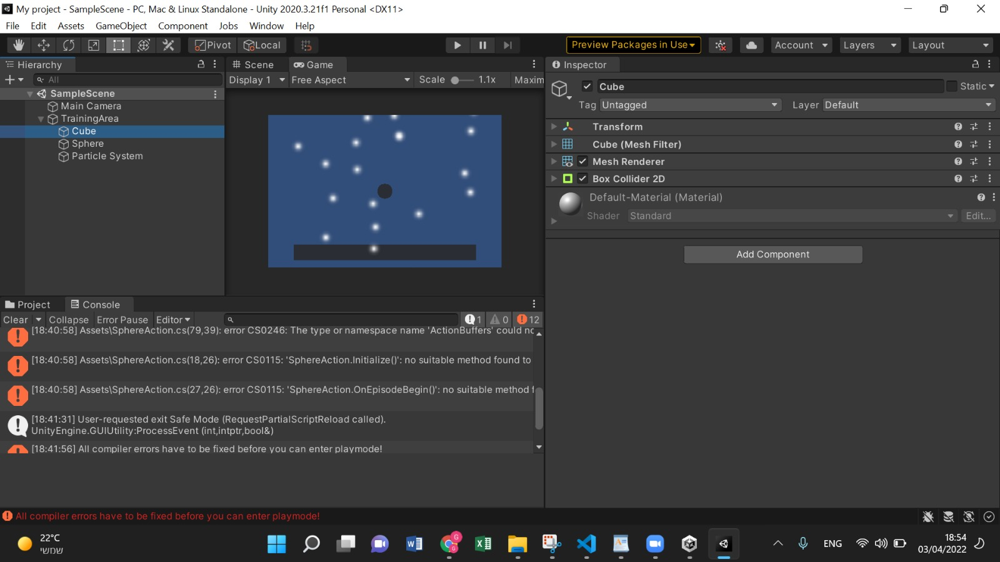 My project - SampleScene - PC, Mac & Linux Standalone - Unity 2020.3.21f1 Personal <DX11>
File Edit Assets GameObject Component Jobs Window Help
Pivot Local Preview Packages in Use Account Layers Layout
Hierarchy
All
SampleScene
Main Camera
TrainingArea
Cube
Sphere
Particle System
Scene Game
Display 1 Free Aspect Scale 1.1x Maxim
Inspector
Cube Static
Tag Untagged Layer Default
Transform
Cube (Mesh Filter)
Mesh Renderer
Box Collider 2D
Default-Material (Material)
Shader Standard Edit...
Add Component
Project Console
Clear Collapse Error Pause Editor 1 0 12
[18:40:58] Assets\SphereAction.cs(79,39): error CS0246: The type or namespace name 'ActionBuffers' could no
[18:40:58] Assets\SphereAction.cs(18,26): error CS0115: 'SphereAction.Initialize()': no suitable method found to
[18:40:58] Assets\SphereAction.cs(27,26): error CS0115: 'SphereAction.OnEpisodeBegin()': no suitable method f
[18:41:31] User-requested exit Safe Mode (RequestPartialScriptReload called).
UnityEngine.GUIUtility:ProcessEvent (int,intptr,bool&)
[18:41:56] All compiler errors have to be fixed before you can enter playmode!
All compiler errors have to be fixed before you can enter playmode!
22°C
שמשי
ENG
18:54
03/04/2022